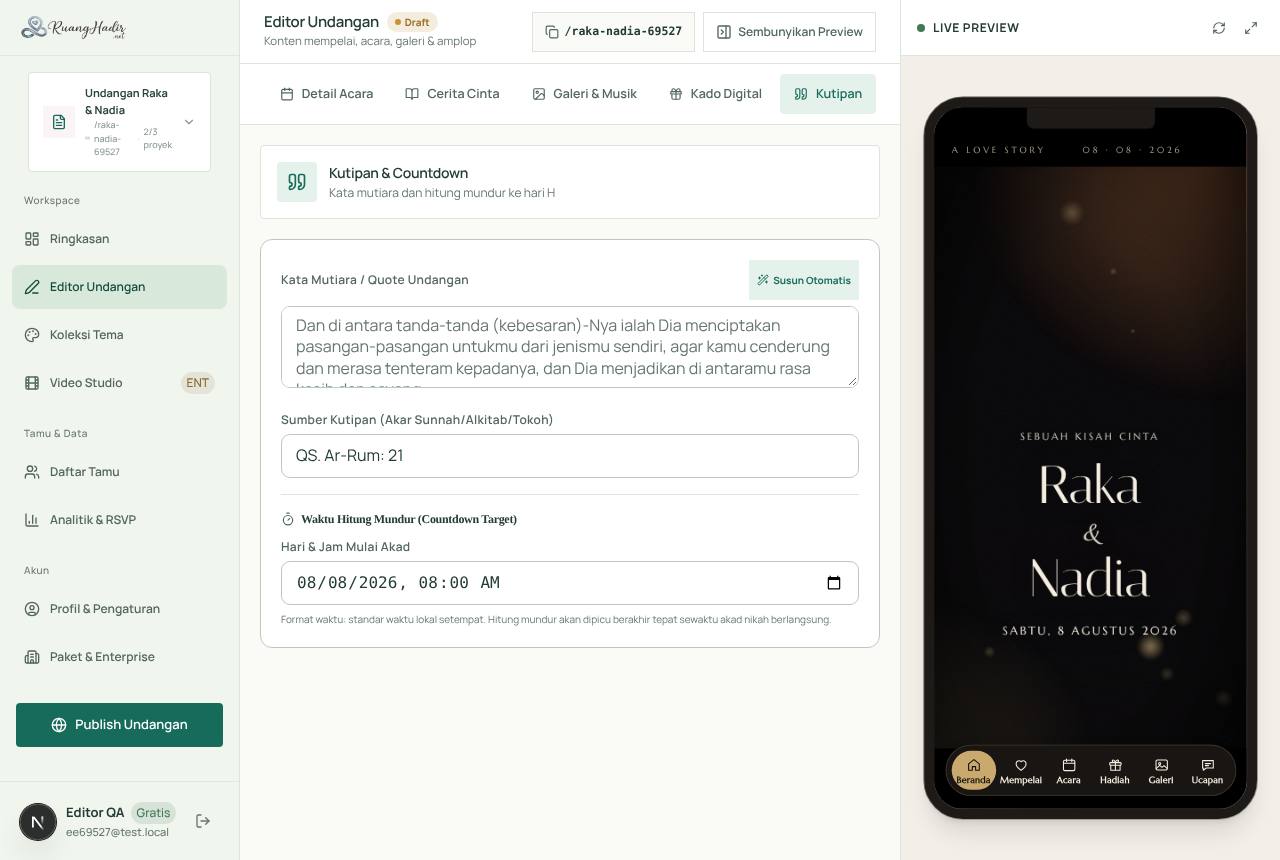 RuangHadir
.net
Undangan Raka
& Nadia
/raka-
nadia-
69527
2/3
proyek
Workspace
Ringkasan
Editor Undangan
Koleksi Tema
Video Studio
ENT
Tamu & Data
Daftar Tamu
Analitik & RSVP
Akun
Profil & Pengaturan
Paket & Enterprise
Publish Undangan
N
Editor QA
Gratis
ee69527@test.local
Editor Undangan
Draft
Konten mempelai, acara, galeri & amplop
/raka-nadia-69527
Sembunyikan Preview
Detail Acara
Cerita Cinta
Galeri & Musik
Kado Digital
Kutipan
Kutipan & Countdown
Kata mutiara dan hitung mundur ke hari H
Kata Mutiara / Quote Undangan
Susun Otomatis
Dan di antara tanda-tanda (kebesaran)-Nya ialah Dia menciptakan
pasangan-pasangan untukmu dari jenismu sendiri, agar kamu cenderung
dan merasa tenteram kepadanya, dan Dia menjadikan di antaramu rasa
kasih dan sayang
Sumber Kutipan (Akar Sunnah/Alkitab/Tokoh)
QS. Ar-Rum: 21
Waktu Hitung Mundur (Countdown Target)
Hari & Jam Mulai Akad
08/08/2026, 08:00 AM
Format waktu: standar waktu lokal setempat. Hitung mundur akan dipicu berakhir tepat sewaktu akad nikah berlangsung.
LIVE PREVIEW
A LOVE STORY
08 · 08 · 2026
SEBUAH KISAH CINTA
Raka
&
Nadia
SABTU, 8 AGUSTUS 2026
Beranda
Mempelai
Acara
Hadiah
Galeri
Ucapan